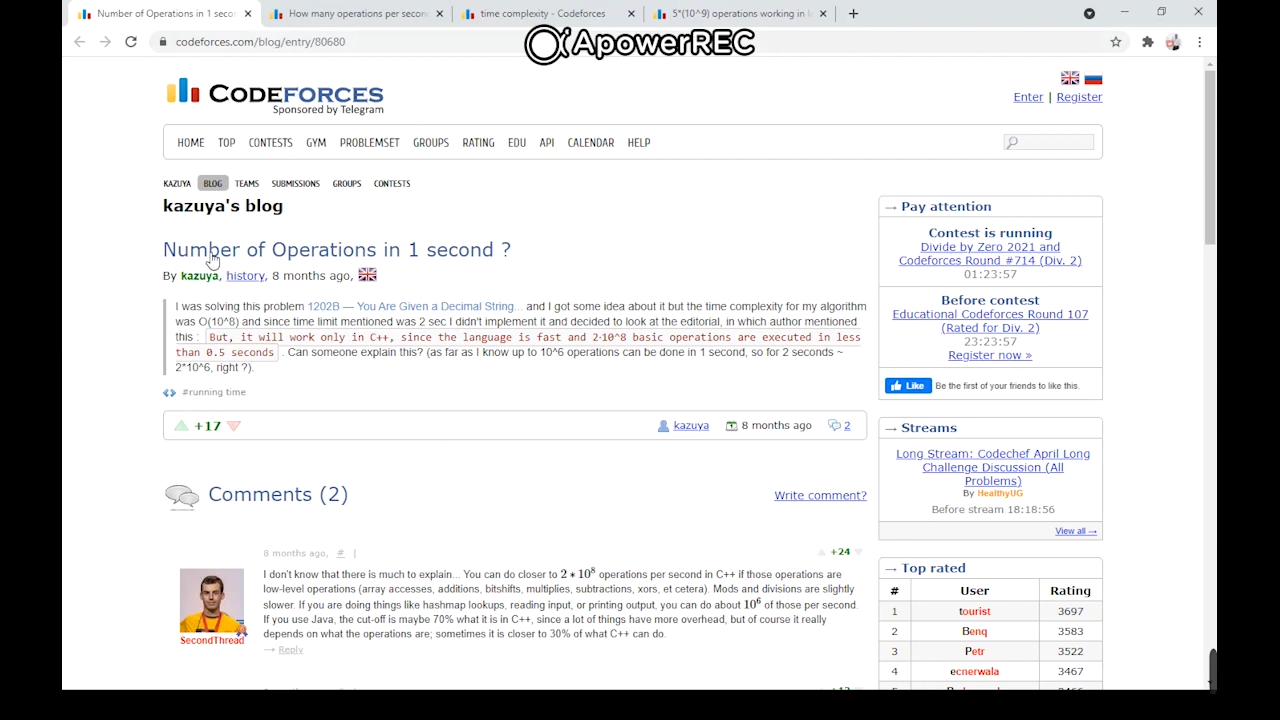 Number of Operations in 1 secon
How many operations per secon
time complexity - Codeforces
5*(10^9) operations working in l
codeforces.com/blog/entry/80680
ApowerREC
CODEFORCES
Sponsored by Telegram
Enter | Register
HOME TOP CONTESTS GYM PROBLEMSET GROUPS RATING EDU API CALENDAR HELP
KAZUYA BLOG TEAMS SUBMISSIONS GROUPS CONTESTS
kazuya's blog
Number of Operations in 1 second ?
By kazuya, history, 8 months ago,
I was solving this problem 1202B — You Are Given a Decimal String... and I got some idea about it but the time complexity for my algorithm
was O(10^8) and since time limit mentioned was 2 sec I didn't implement it and decided to look at the editorial, in which author mentioned
this : But, it will work only in C++, since the language is fast and 2·10^8 basic operations are executed in less
than 0.5 seconds . Can someone explain this? (as far as I know up to 10^6 operations can be done in 1 second, so for 2 seconds ~
2*10^6, right ?).
#running time
+17
kazuya 8 months ago 2
Comments (2)
Write comment?
8 months ago, # |
+24
I don't know that there is much to explain... You can do closer to 2 * 10^8 operations per second in C++ if those operations are
low-level operations (array accesses, additions, bitshifts, multiplies, subtractions, xors, et cetera). Mods and divisions are slightly
slower. If you are doing things like hashmap lookups, reading input, or printing output, you can do about 10^6 of those per second.
If you use Java, the cut-off is maybe 70% what it is in C++, since a lot of things have more overhead, but of course it really
depends on what the operations are; sometimes it is closer to 30% of what C++ can do.
SecondThread
→ Reply
→ Pay attention
Contest is running
Divide by Zero 2021 and
Codeforces Round #714 (Div. 2)
01:23:57
Before contest
Educational Codeforces Round 107
(Rated for Div. 2)
23:23:57
Register now »
Like Be the first of your friends to like this.
→ Streams
Long Stream: Codechef April Long
Challenge Discussion (All
Problems)
By HealthyUG
Before stream 18:18:56
View all →
→ Top rated
# User Rating
1 tourist 3697
2 Benq 3583
3 Petr 3522
4 ecnerwala 3467